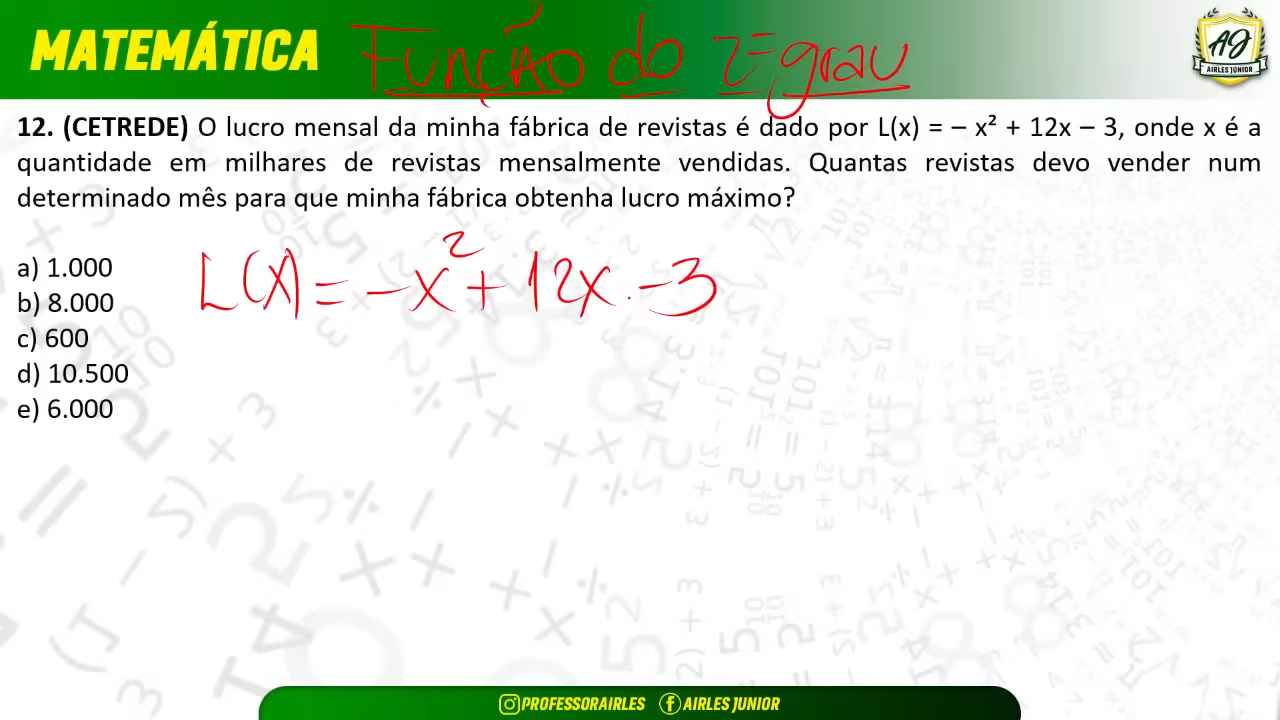 MATEMÁTICA Função do 2º grau
AJ
AIRLES JÚNIOR
12. (CETREDE) O lucro mensal da minha fábrica de revistas é dado por L(x) = – x² + 12x – 3, onde x é a
quantidade em milhares de revistas mensalmente vendidas. Quantas revistas devo vender num
determinado mês para que minha fábrica obtenha lucro máximo?
L(x) = -x² + 12x - 3
a) 1.000
b) 8.000
c) 600
d) 10.500
e) 6.000
PROFESSORAIRLES AIRLES JUNIOR